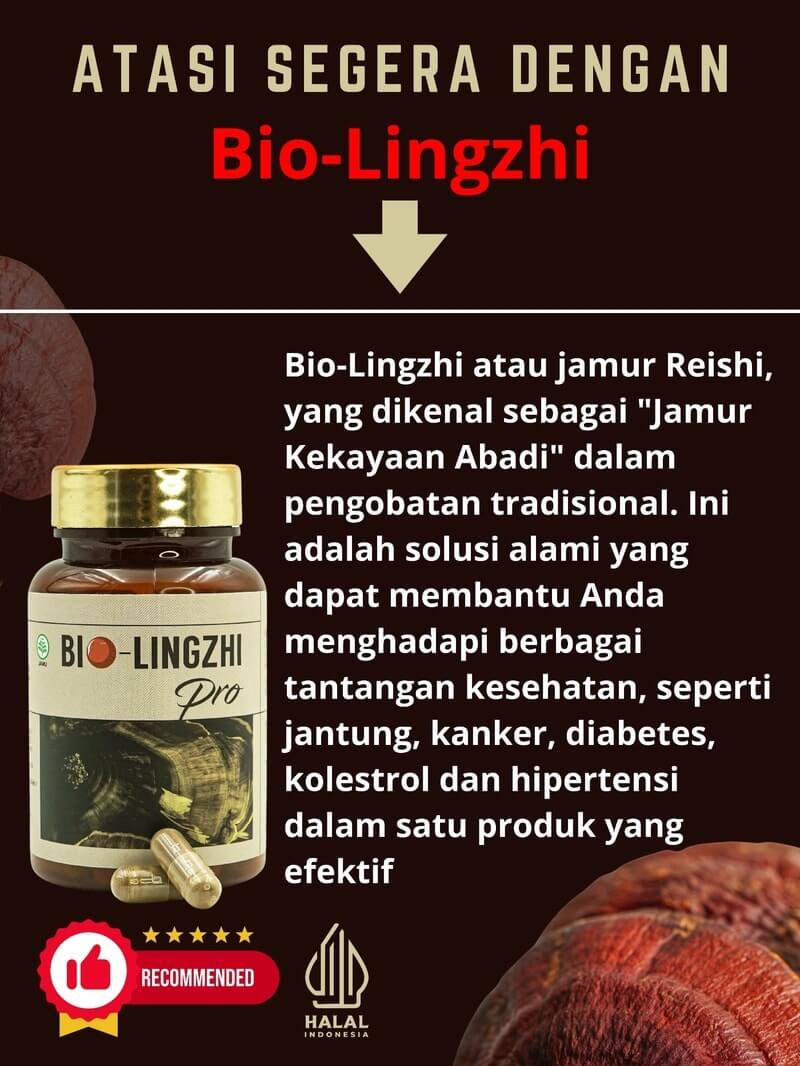 ATASI SEGERA DENGAN
Bio-Lingzhi
Bio-Lingzhi atau jamur Reishi,
yang dikenal sebagai "Jamur
Kekayaan Abadi" dalam
pengobatan tradisional. Ini
adalah solusi alami yang
dapat membantu Anda
menghadapi berbagai
tantangan kesehatan, seperti
jantung, kanker, diabetes,
kolestrol dan hipertensi
dalam satu produk yang
efektif
JAMU
BIO-LINGZHI
Pro
RECOMMENDED
HALAL
INDONESIA